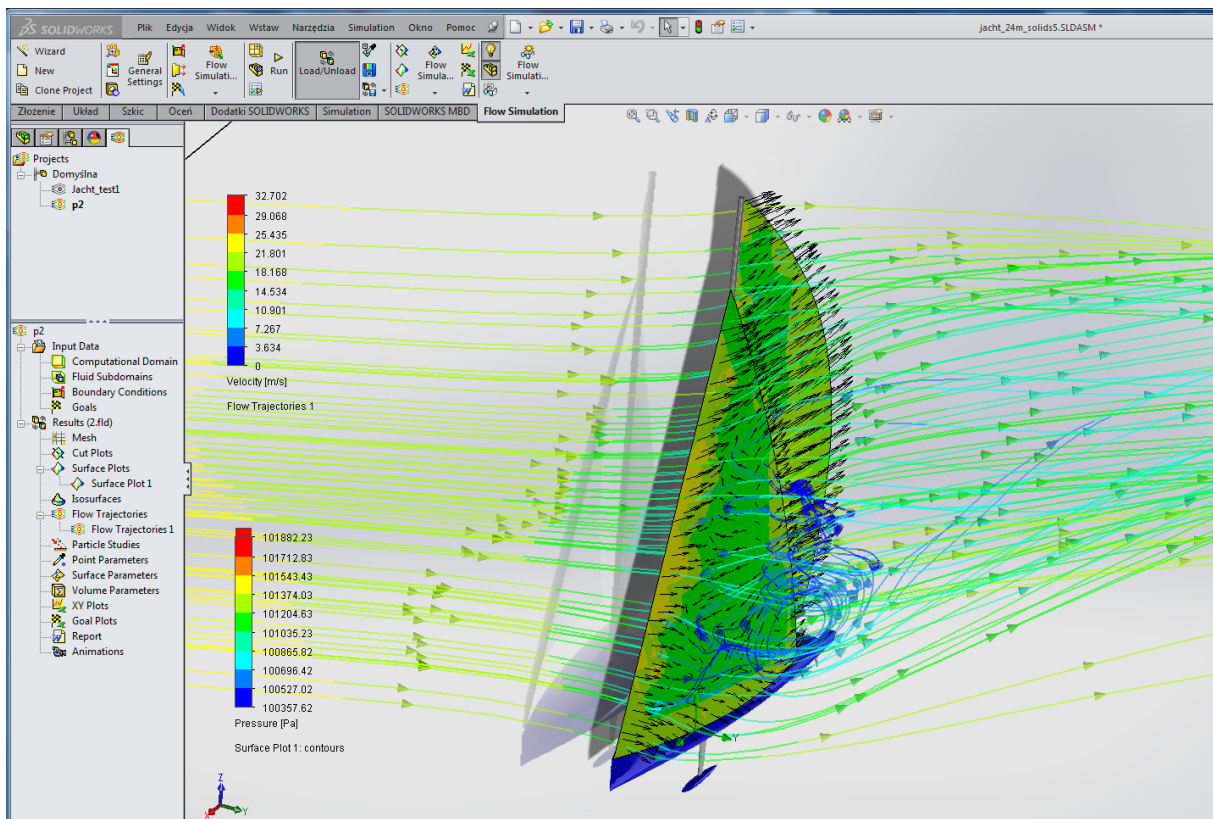 SOLIDWORKS Plik Edycja Widok Wstaw Narzędzia Simulation Okno Pomoc jacht_24m_solids5.SLDASM *
Wizard
New
Clone Project
General Settings
Flow Simulati...
Run
Load/Unload
Flow Simula...
Flow Simulati...
Złożenie Układ Szkic Oceń Dodatki SOLIDWORKS Simulation SOLIDWORKS MBD Flow Simulation
Projects
Domyślna
Jacht_test1
p2
p2
Input Data
Computational Domain
Fluid Subdomains
Boundary Conditions
Goals
Results (2.fld)
Mesh
Cut Plots
Surface Plots
Surface Plot 1
Isosurfaces
Flow Trajectories
Flow Trajectories 1
Particle Studies
Point Parameters
Surface Parameters
Volume Parameters
XY Plots
Goal Plots
Report
Animations
32.702
29.068
25.435
21.801
18.168
14.534
10.901
7.267
3.634
0
Velocity [m/s]
Flow Trajectories 1
101882.23
101712.83
101543.43
101374.03
101204.63
101035.23
100865.82
100696.42
100527.02
100357.62
Pressure [Pa]
Surface Plot 1: contours
Y
Z
X
Y